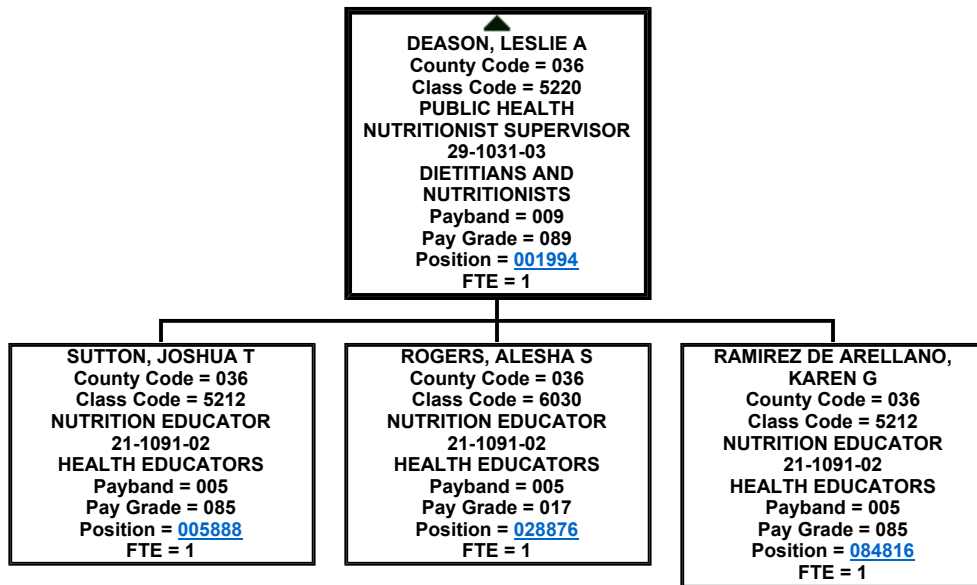 DEASON, LESLIE A
County Code = 036
Class Code = 5220
PUBLIC HEALTH
NUTRITIONIST SUPERVISOR
29-1031-03
DIETITIANS AND
NUTRITIONISTS
Payband = 009
Pay Grade = 089
Position = 001994
FTE = 1
SUTTON, JOSHUA T
County Code = 036
Class Code = 5212
NUTRITION EDUCATOR
21-1091-02
HEALTH EDUCATORS
Payband = 005
Pay Grade = 085
Position = 005888
FTE = 1
ROGERS, ALESHA S
County Code = 036
Class Code = 6030
NUTRITION EDUCATOR
21-1091-02
HEALTH EDUCATORS
Payband = 005
Pay Grade = 017
Position = 028876
FTE = 1
RAMIREZ DE ARELLANO,
KAREN G
County Code = 036
Class Code = 5212
NUTRITION EDUCATOR
21-1091-02
HEALTH EDUCATORS
Payband = 005
Pay Grade = 085
Position = 084816
FTE = 1